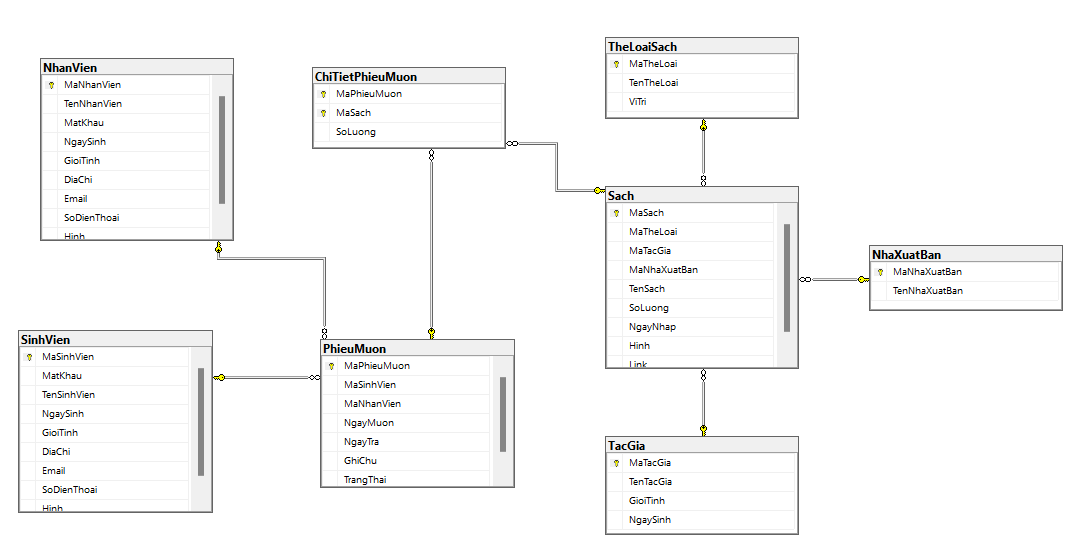 NhanVien
MaNhanVien
TenNhanVien
MatKhau
NgaySinh
GioiTinh
DiaChi
Email
SoDienThoai
Hinh
ChiTietPhieuMuon
MaPhieuMuon
MaSach
SoLuong
TheLoaiSach
MaTheLoai
TenTheLoai
ViTri
Sach
MaSach
MaTheLoai
MaTacGia
MaNhaXuatBan
TenSach
SoLuong
NgayNhap
Hinh
Link
NhaXuatBan
MaNhaXuatBan
TenNhaXuatBan
SinhVien
MaSinhVien
MatKhau
TenSinhVien
NgaySinh
GioiTinh
DiaChi
Email
SoDienThoai
Hinh
PhieuMuon
MaPhieuMuon
MaSinhVien
MaNhanVien
NgayMuon
NgayTra
GhiChu
TrangThai
TacGia
MaTacGia
TenTacGia
GioiTinh
NgaySinh